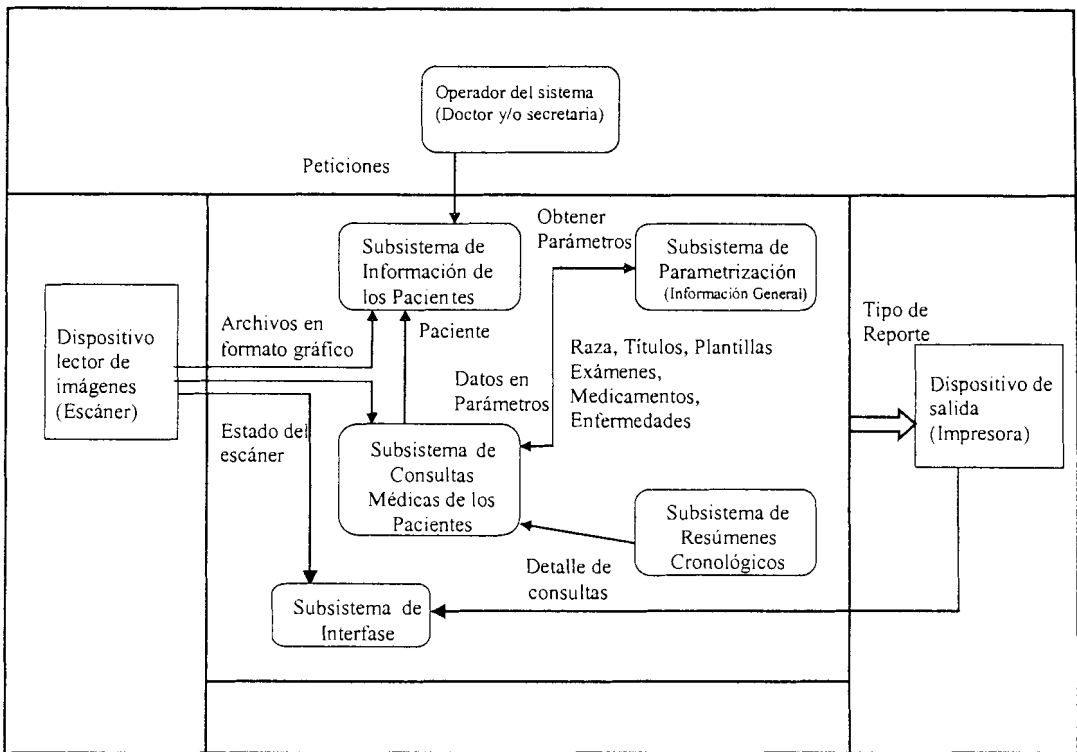 Operador del sistema
(Doctor y/o secretaria)
Peticiones
Subsistema de
Información de
los Pacientes
Obtener
Parámetros
Subsistema de
Parametrización
(Información General)
Dispositivo
lector de
imágenes
(Escáner)
Archivos en
formato gráfico
Paciente
Tipo de
Reporte
Raza, Títulos, Plantillas
Exámenes,
Medicamentos,
Enfermedades
Datos en
Parámetros
Dispositivo de
salida
(Impresora)
Estado del
escáner
Subsistema de
Consultas
Médicas de los
Pacientes
Subsistema de
Resúmenes
Cronológicos
Detalle de
consultas
Subsistema de
Interfase